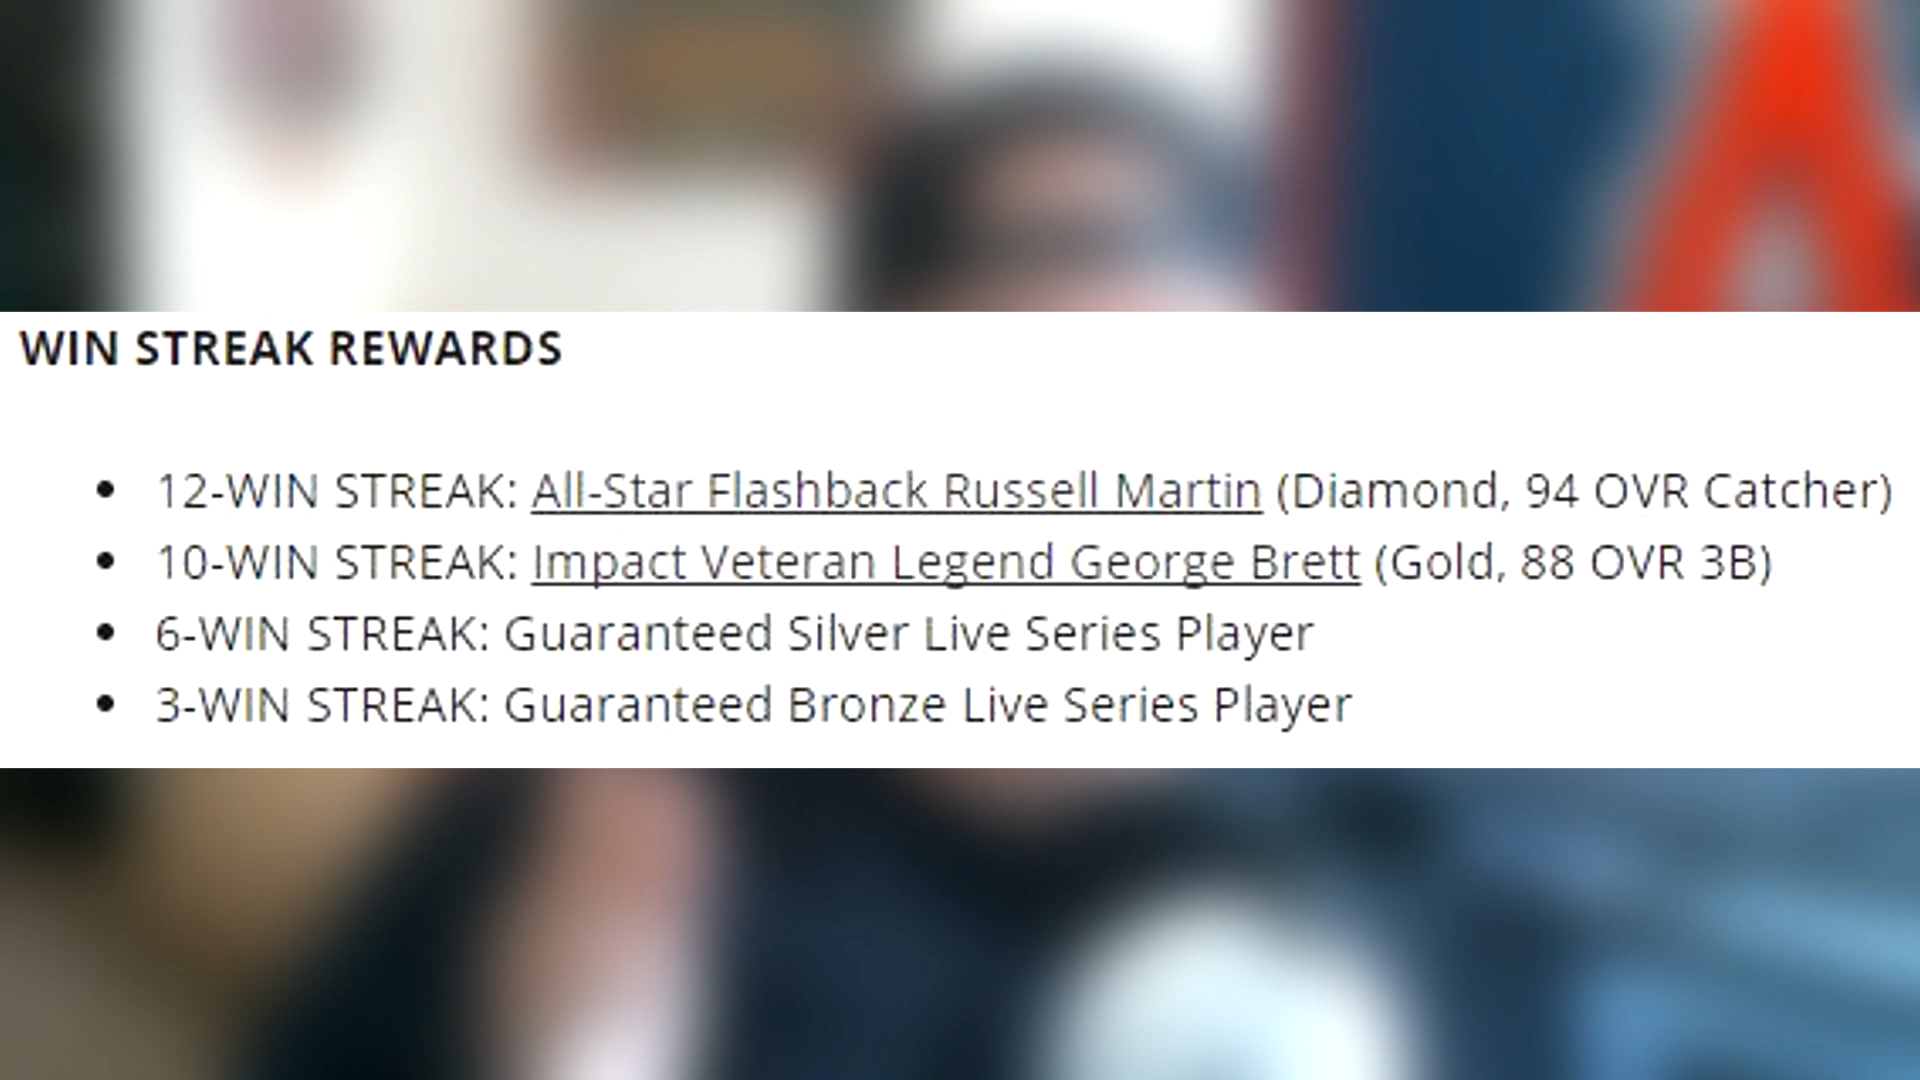 WIN STREAK REWARDS
12-WIN STREAK: All-Star Flashback Russell Martin (Diamond, 94 OVR Catcher)
10-WIN STREAK: Impact Veteran Legend George Brett (Gold, 88 OVR 3B)
6-WIN STREAK: Guaranteed Silver Live Series Player
3-WIN STREAK: Guaranteed Bronze Live Series Player